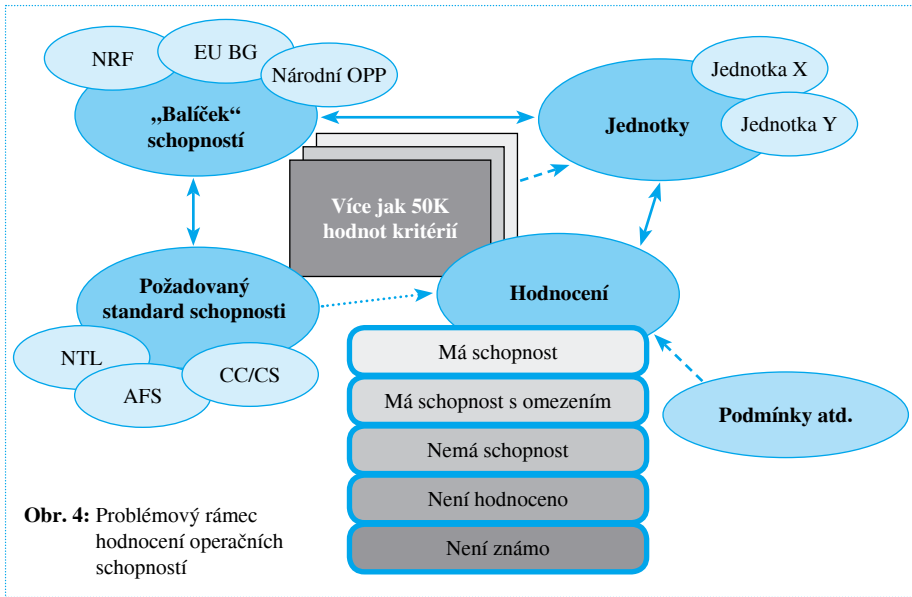 NRF
EU BG
Národní OPP
„Balíček“
schopností
Jednotka X
Jednotky
Jednotka Y
Více jak 50K
hodnot kritérií
Požadovaný
standard schopnosti
Hodnocení
NTL
AFS
CC/CS
Má schopnost
Má schopnost s omezením
Nemá schopnost
Není hodnoceno
Není známo
Podmínky atd.
Obr. 4: Problémový rámec
hodnocení operačních
schopností